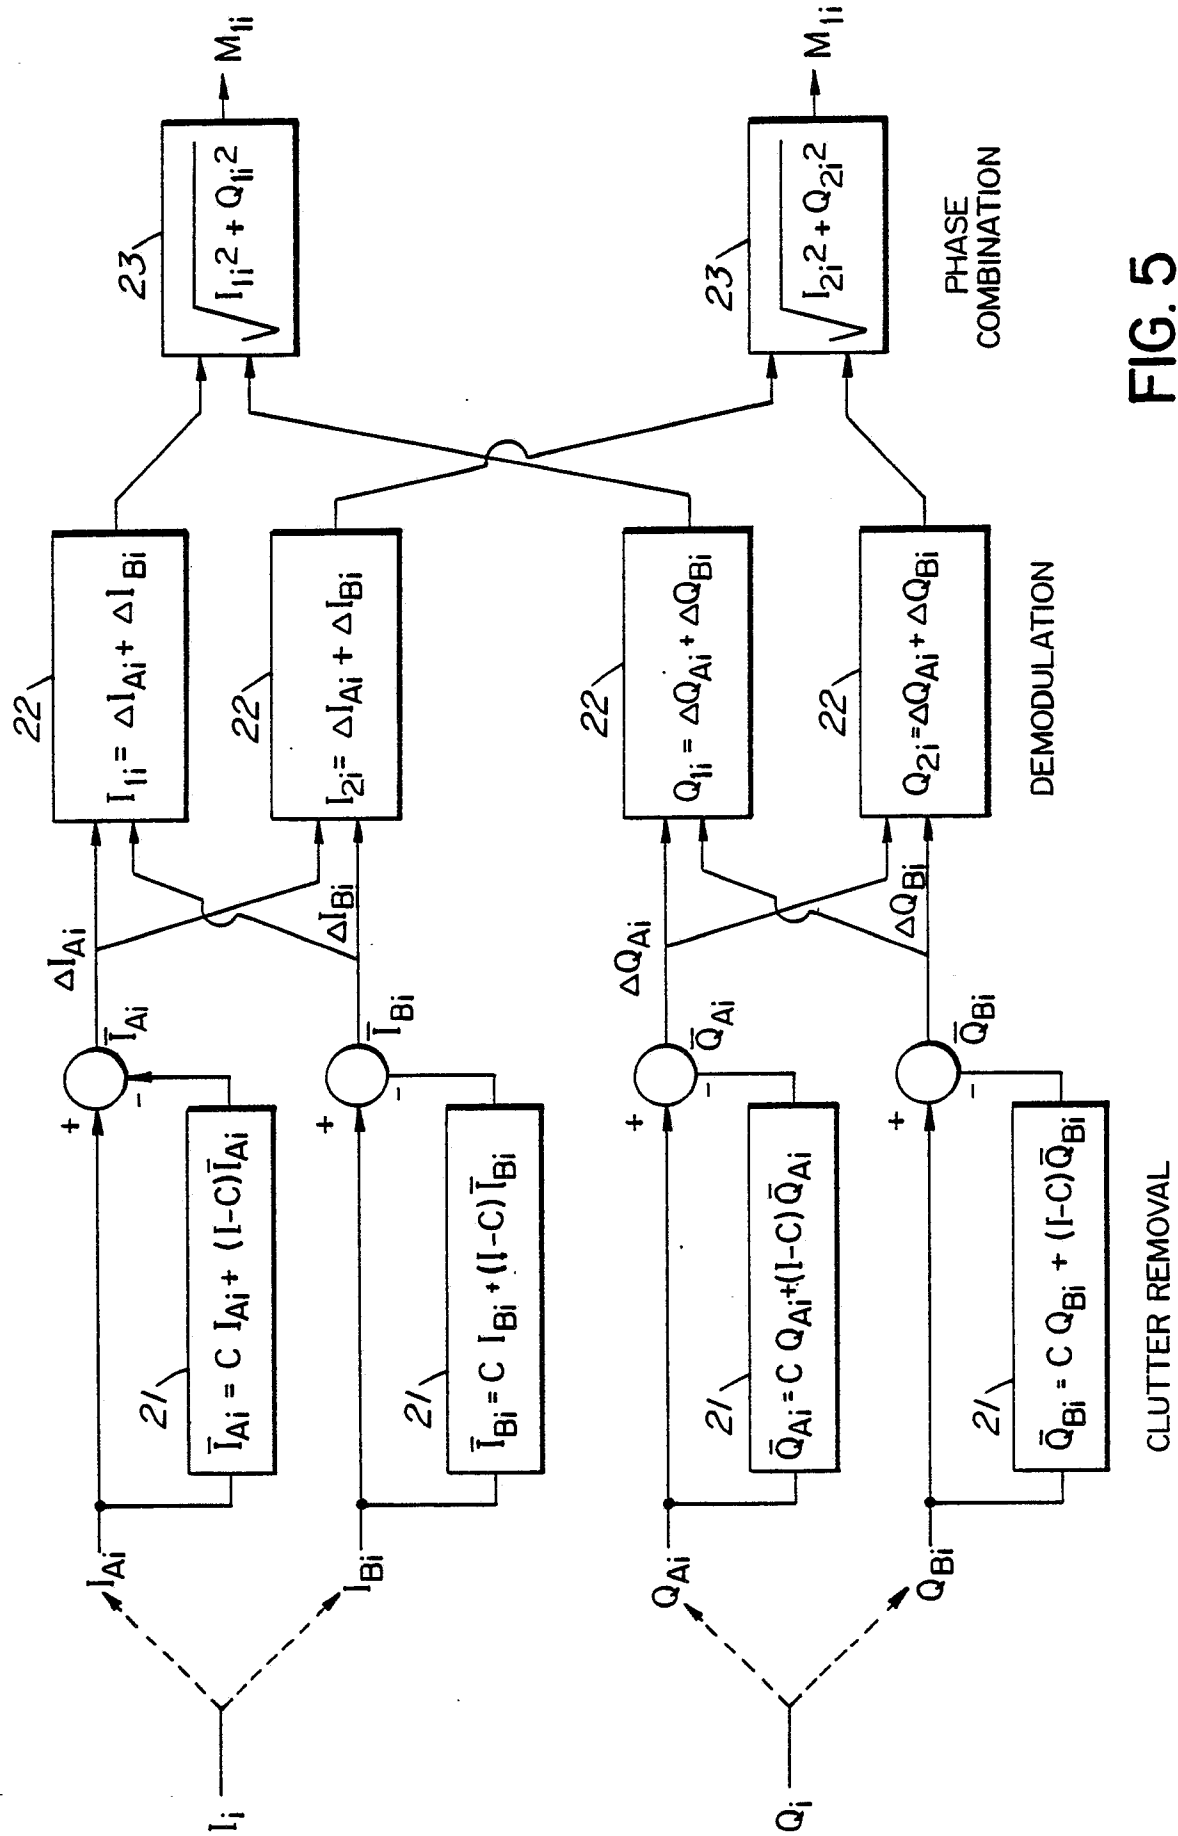 I_i
I_Ai
+
21
Ī_Ai = C I_Ai + (I-C)Ī_Ai
-
Ī_Ai
ΔI_Ai
22
I_1i = ΔI_Ai + ΔI_Bi
23
√ I_1i² + Q_1i²
M_1i
I_Bi
+
21
Ī_Bi = C I_Bi + (I-C)Ī_Bi
-
Ī_Bi
ΔI_Bi
22
I_2i = ΔI_Ai + ΔI_Bi
Q_i
Q_Ai
+
21
Q̄_Ai = C Q_Ai + (I-C)Q̄_Ai
-
Q̄_Ai
ΔQ_Ai
22
Q_1i = ΔQ_Ai + ΔQ_Bi
23
√ I_2i² + Q_2i²
M_1i
Q_Bi
+
21
Q̄_Bi = C Q_Bi + (I-C)Q̄_Bi
-
Q̄_Bi
ΔQ_Bi
22
Q_2i = ΔQ_Ai + ΔQ_Bi
CLUTTER REMOVAL
DEMODULATION
PHASE
COMBINATION
FIG. 5